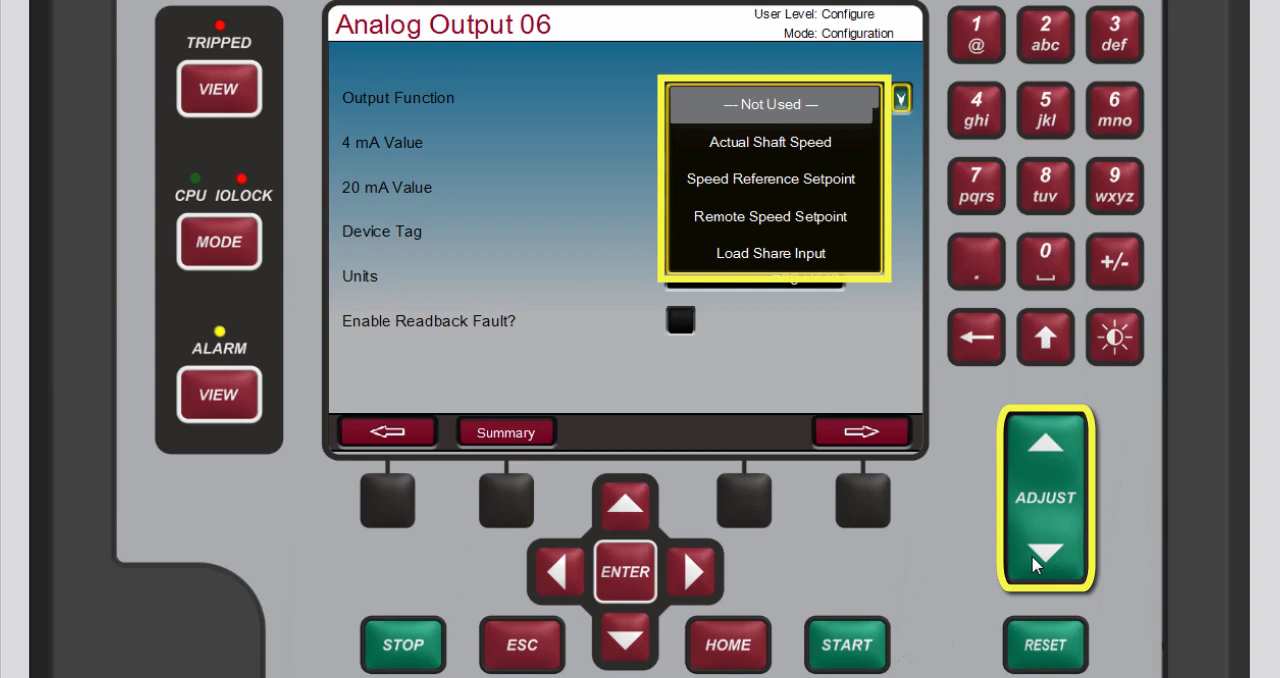 TRIPPED
VIEW
CPU IOLOCK
MODE
ALARM
VIEW
Analog Output 06
User Level: Configure
Mode: Configuration
Output Function
4 mA Value
20 mA Value
Device Tag
Units
Enable Readback Fault?
--- Not Used ---
Actual Shaft Speed
Speed Reference Setpoint
Remote Speed Setpoint
Load Share Input
Summary
1
@
2
abc
3
def
4
ghi
5
jkl
6
mno
7
pqrs
8
tuv
9
wxyz
.
0
+/-
ADJUST
ENTER
STOP
ESC
HOME
START
RESET